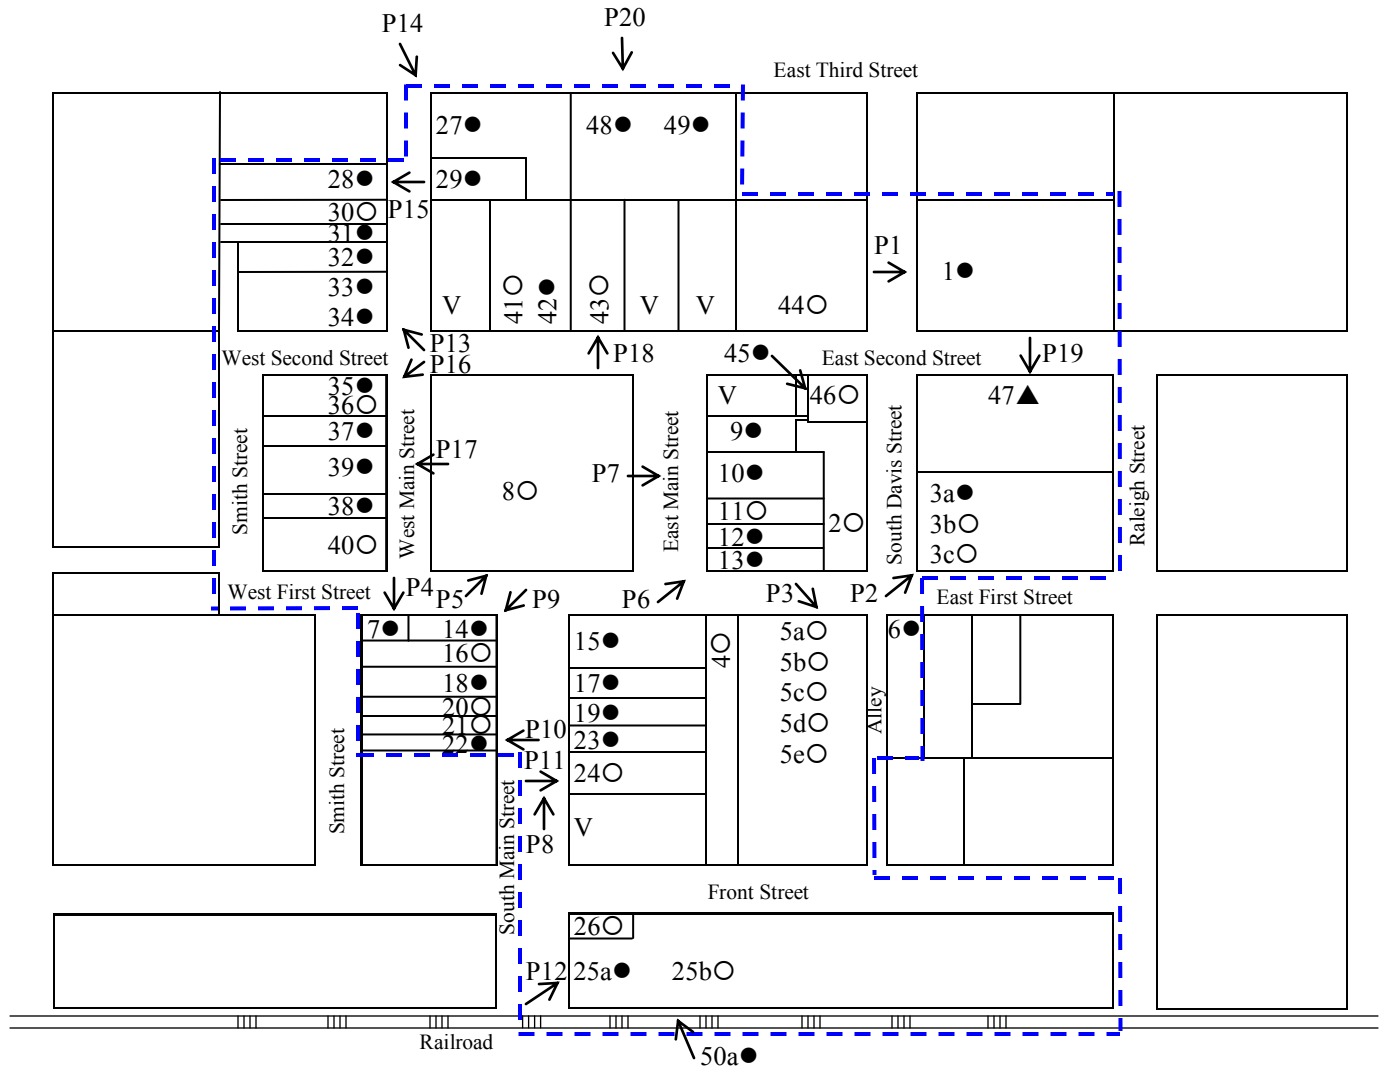 P14
P20
East Third Street
27
48
49
28
29
30
P15
31
32
33
34
V
41
42
43
V
V
44
P1
1
West Second Street
P13
P16
P18
45
East Second Street
P19
35
36
37
39
38
40
Smith Street
West Main Street
P17
8
P7
East Main Street
V
46
9
10
11
12
13
2
South Davis Street
47
3a
3b
3c
Raleigh Street
West First Street
P4
P5
P9
P6
P3
P2
East First Street
7
14
16
18
20
21
22
Smith Street
P10
P11
P8
South Main Street
15
17
19
23
24
V
4
5a
5b
5c
5d
5e
Alley
6
Front Street
26
P12
25a
25b
Railroad
50a